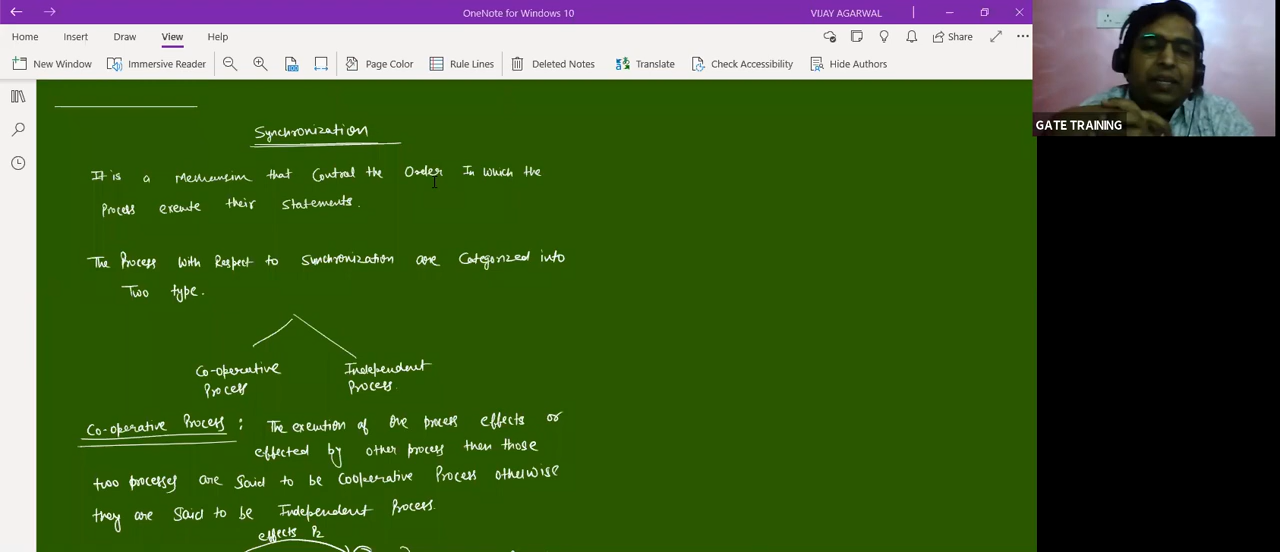 OneNote for Windows 10
VIJAY AGARWAL
Home Insert Draw View Help
Share
New Window Immersive Reader Page Color Rule Lines Deleted Notes Translate Check Accessibility Hide Authors
GATE TRAINING
Synchronization
It is a Mechanism that Control the Order In which the
Process exeute their statements.
The Process with Respect to Synchronization are Categorized into
Two type.
Co-operative Independent
Process Process.
Co-operative Process : The exeution of one process effects or
effected by other process then those
two processes are said to be Cooperative Process otherwise
they are said to be Independent Process.
effects P2